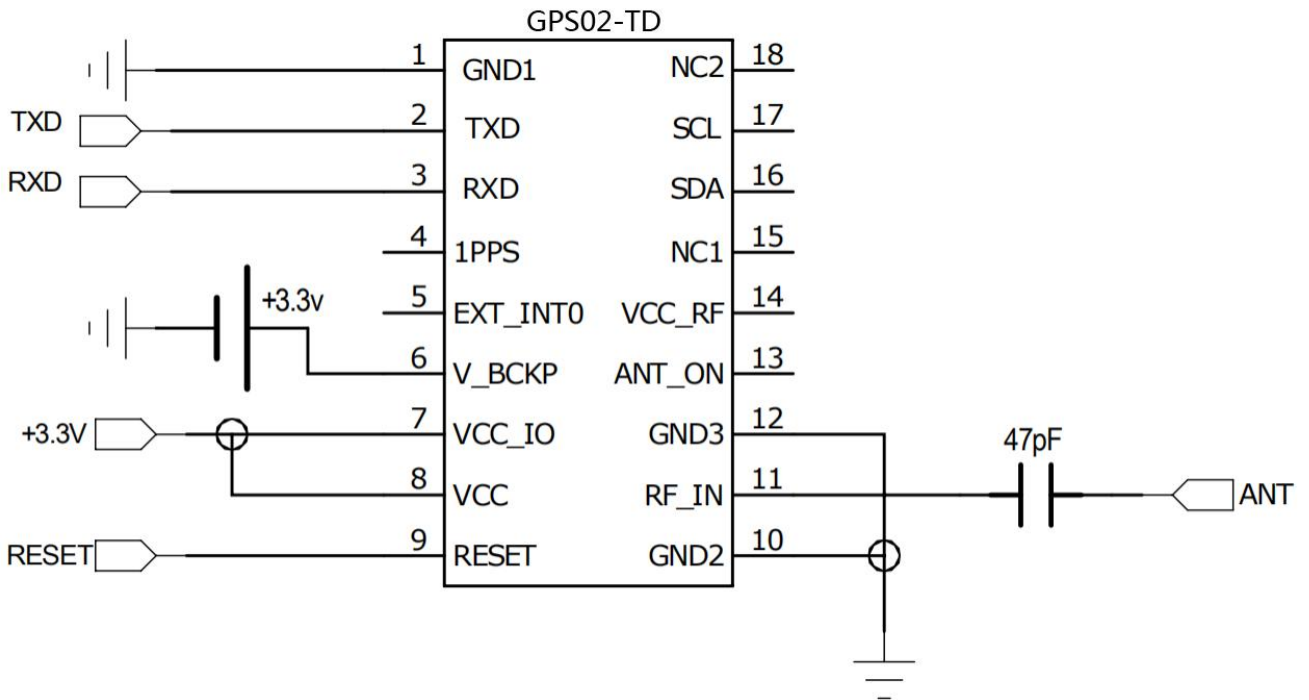 GPS02-TD
1 GND1 NC2 18
TXD 2 TXD SCL 17
RXD 3 RXD SDA 16
4 1PPS NC1 15
+3.3v 5 EXT_INT0 VCC_RF 14
6 V_BCKP ANT_ON 13
+3.3V 7 VCC_IO GND3 12
47pF
8 VCC RF_IN 11 ANT
RESET 9 RESET GND2 10